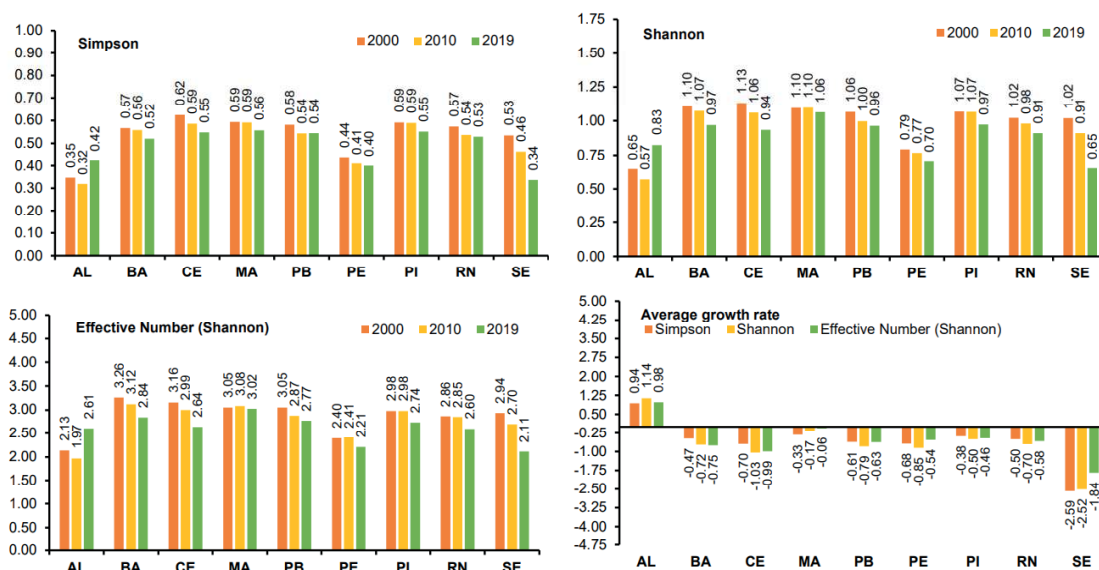 Simpson
2000 2010 2019
1.00
0.90
0.80
0.70
0.60
0.50
0.40
0.30
0.20
0.10
0.00
0.35 0.32 0.42 0.57 0.56 0.52 0.62 0.59 0.55 0.59 0.59 0.56 0.58 0.54 0.54 0.44 0.41 0.40 0.59 0.59 0.55 0.57 0.54 0.53 0.53 0.46 0.34
AL BA CE MA PB PE PI RN SE
Shannon
2000 2010 2019
1.75
1.50
1.25
1.00
0.75
0.50
0.25
0.00
0.65 0.57 0.83 1.10 1.07 0.97 1.13 1.06 0.94 1.10 1.10 1.06 1.06 1.00 0.96 0.79 0.77 0.70 1.07 1.07 0.97 1.02 0.98 0.91 1.02 0.91 0.65
AL BA CE MA PB PE PI RN SE
Effective Number (Shannon)
2000 2010 2019
5.00
4.50
4.00
3.50
3.00
2.50
2.00
1.50
1.00
0.50
0.00
2.13 1.97 2.61 3.26 3.12 2.84 3.16 2.99 2.64 3.05 3.08 3.02 3.05 2.87 2.77 2.40 2.41 2.21 2.98 2.98 2.74 2.86 2.85 2.60 2.94 2.70 2.11
AL BA CE MA PB PE PI RN SE
Average growth rate
Simpson Shannon Effective Number (Shannon)
5.00
4.25
3.50
2.75
2.00
1.25
0.50
-0.25
-1.00
-1.75
-2.50
-3.25
-4.00
-4.75
0.94 1.14 0.98 -0.47 -0.72 -0.75 -0.70 -1.03 -0.99 -0.33 -0.17 -0.06 -0.61 -0.79 -0.63 -0.68 -0.85 -0.54 -0.38 -0.50 -0.46 -0.50 -0.70 -0.58 -2.59 -2.52 -1.84
AL BA CE MA PB PE PI RN SE